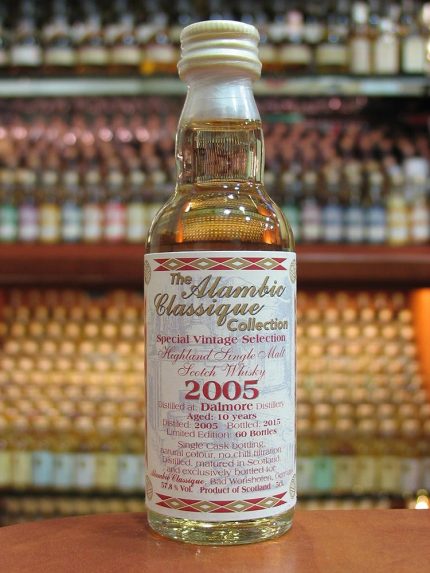 The Alambic
Classique
Collection
Special Vintage Selection
Highland Single Malt
Scotch Whisky
2005
Distilled at: Dalmore Distillery
Aged: 10 years
Distilled: 2005 Bottled: 2015
Limited Edition: 60 Bottles
Single Cask bottling,
natural colour, no chill filtration
Distilled, matured in Scotland
and exclusively bottled for
Alambic Classique, Bad Wörishofen, Germany
57,8 % Vol. Product of Scotland 5cl